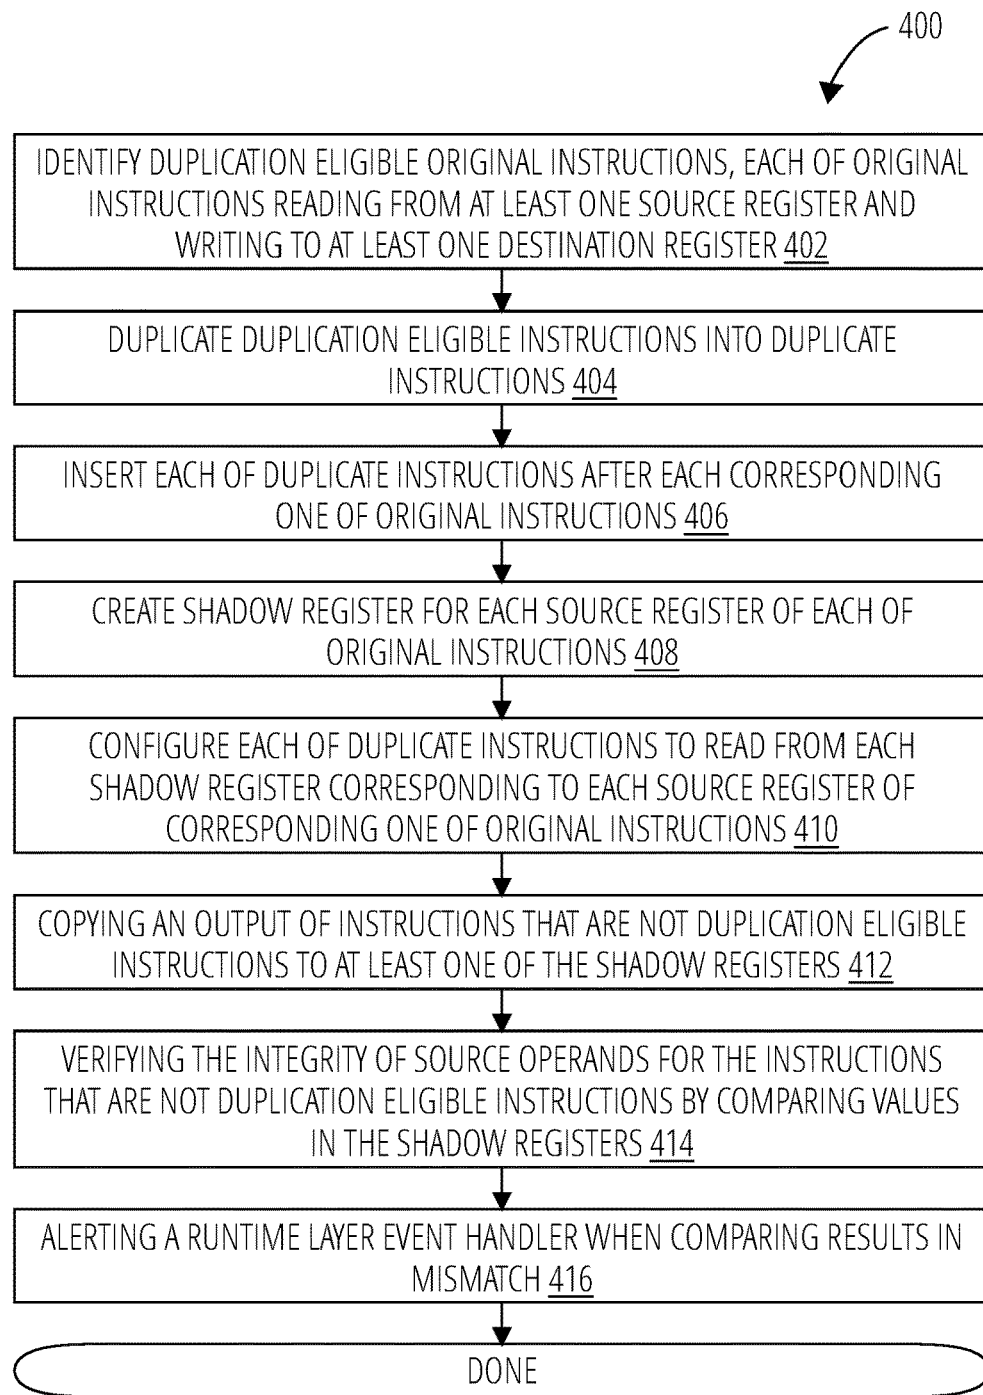 400
IDENTIFY DUPLICATION ELIGIBLE ORIGINAL INSTRUCTIONS, EACH OF ORIGINAL
INSTRUCTIONS READING FROM AT LEAST ONE SOURCE REGISTER AND
WRITING TO AT LEAST ONE DESTINATION REGISTER 402
DUPLICATE DUPLICATION ELIGIBLE INSTRUCTIONS INTO DUPLICATE
INSTRUCTIONS 404
INSERT EACH OF DUPLICATE INSTRUCTIONS AFTER EACH CORRESPONDING
ONE OF ORIGINAL INSTRUCTIONS 406
CREATE SHADOW REGISTER FOR EACH SOURCE REGISTER OF EACH OF
ORIGINAL INSTRUCTIONS 408
CONFIGURE EACH OF DUPLICATE INSTRUCTIONS TO READ FROM EACH
SHADOW REGISTER CORRESPONDING TO EACH SOURCE REGISTER OF
CORRESPONDING ONE OF ORIGINAL INSTRUCTIONS 410
COPYING AN OUTPUT OF INSTRUCTIONS THAT ARE NOT DUPLICATION ELIGIBLE
INSTRUCTIONS TO AT LEAST ONE OF THE SHADOW REGISTERS 412
VERIFYING THE INTEGRITY OF SOURCE OPERANDS FOR THE INSTRUCTIONS
THAT ARE NOT DUPLICATION ELIGIBLE INSTRUCTIONS BY COMPARING VALUES
IN THE SHADOW REGISTERS 414
ALERTING A RUNTIME LAYER EVENT HANDLER WHEN COMPARING RESULTS IN
MISMATCH 416
DONE